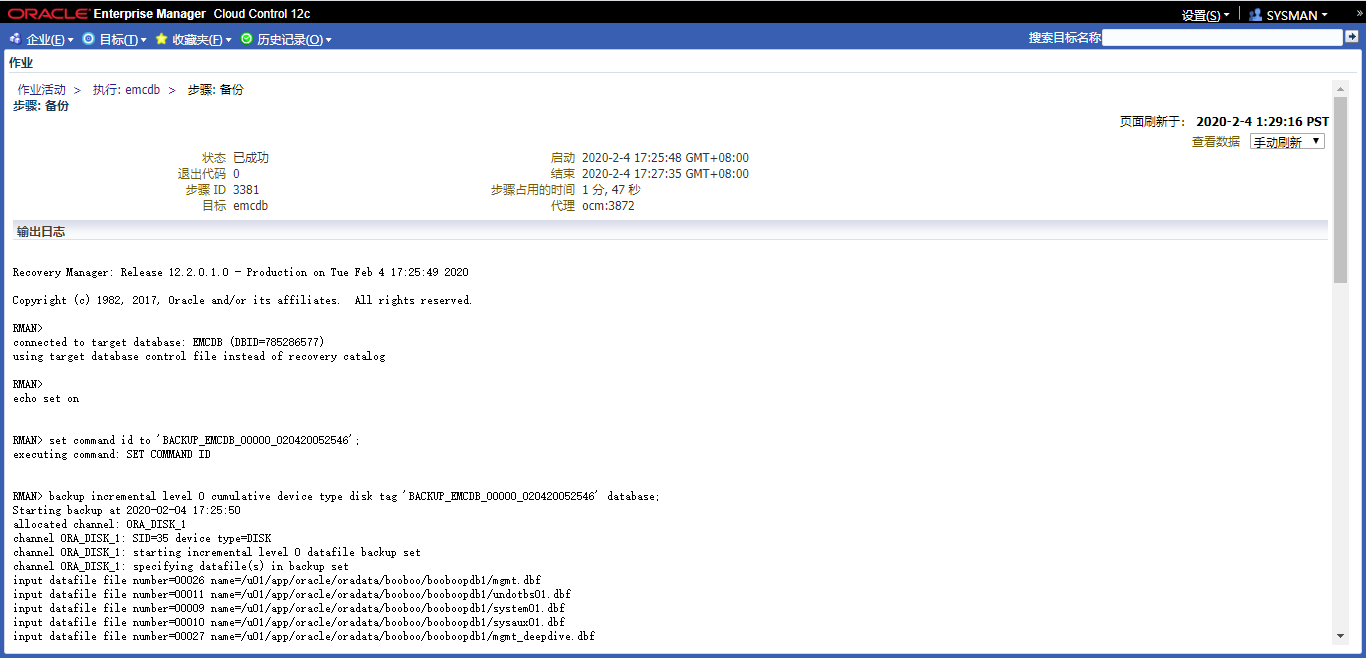 ORACLE Enterprise Manager Cloud Control 12c
设置(S) SYSMAN »
企业(E) 目标(T) 收藏夹(F) 历史记录(O) 搜索目标名称
作业
作业活动 > 执行: emcdb > 步骤: 备份
步骤: 备份
页面刷新于: 2020-2-4 1:29:16 PST
查看数据 手动刷新
状态 已成功 启动 2020-2-4 17:25:48 GMT+08:00
退出代码 0 结束 2020-2-4 17:27:35 GMT+08:00
步骤 ID 3381 步骤占用的时间 1 分, 47 秒
目标 emcdb 代理 ocm:3872
输出日志
Recovery Manager: Release 12.2.0.1.0 - Production on Tue Feb 4 17:25:49 2020
Copyright (c) 1982, 2017, Oracle and/or its affiliates.  All rights reserved.
RMAN>
connected to target database: EMCDB (DBID=785286577)
using target database control file instead of recovery catalog
RMAN>
echo set on
RMAN> set command id to 'BACKUP_EMCDB_00000_020420052546';
executing command: SET COMMAND ID
RMAN> backup incremental level 0 cumulative device type disk tag 'BACKUP_EMCDB_00000_020420052546' database;
Starting backup at 2020-02-04 17:25:50
allocated channel: ORA_DISK_1
channel ORA_DISK_1: SID=35 device type=DISK
channel ORA_DISK_1: starting incremental level 0 datafile backup set
channel ORA_DISK_1: specifying datafile(s) in backup set
input datafile file number=00026 name=/u01/app/oracle/oradata/booboo/booboopdb1/mgmt.dbf
input datafile file number=00011 name=/u01/app/oracle/oradata/booboo/booboopdb1/undotbs01.dbf
input datafile file number=00009 name=/u01/app/oracle/oradata/booboo/booboopdb1/system01.dbf
input datafile file number=00010 name=/u01/app/oracle/oradata/booboo/booboopdb1/sysaux01.dbf
input datafile file number=00027 name=/u01/app/oracle/oradata/booboo/booboopdb1/mgmt_deepdive.dbf